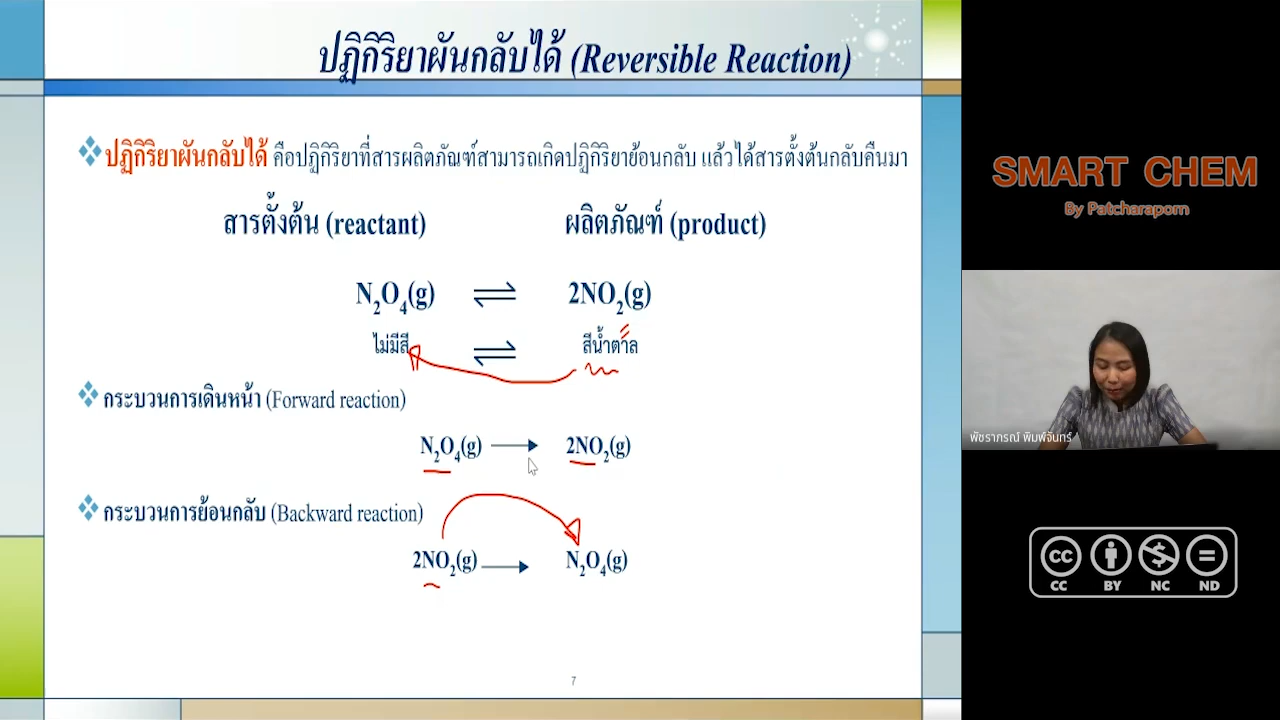 ปฏิกิริยาผันกลับได้ (Reversible Reaction)
ปฏิกิริยาผันกลับได้ คือปฏิกิริยาที่สารผลิตภัณฑ์สามารถเกิดปฏิกิริยาย้อนกลับ แล้วได้สารตั้งต้นกลับคืนมา
สารตั้งต้น (reactant) ผลิตภัณฑ์ (product)
N₂O₄(g) ⇌ 2NO₂(g)
ไม่มีสี ⇌ สีน้ำตาล
กระบวนการเดินหน้า (Forward reaction)
N₂O₄(g) → 2NO₂(g)
กระบวนการย้อนกลับ (Backward reaction)
2NO₂(g) → N₂O₄(g)
7
SMART CHEM
By Patcharaporn
พัชราภรณ์ พิมพ์จันทร์
CC BY NC ND